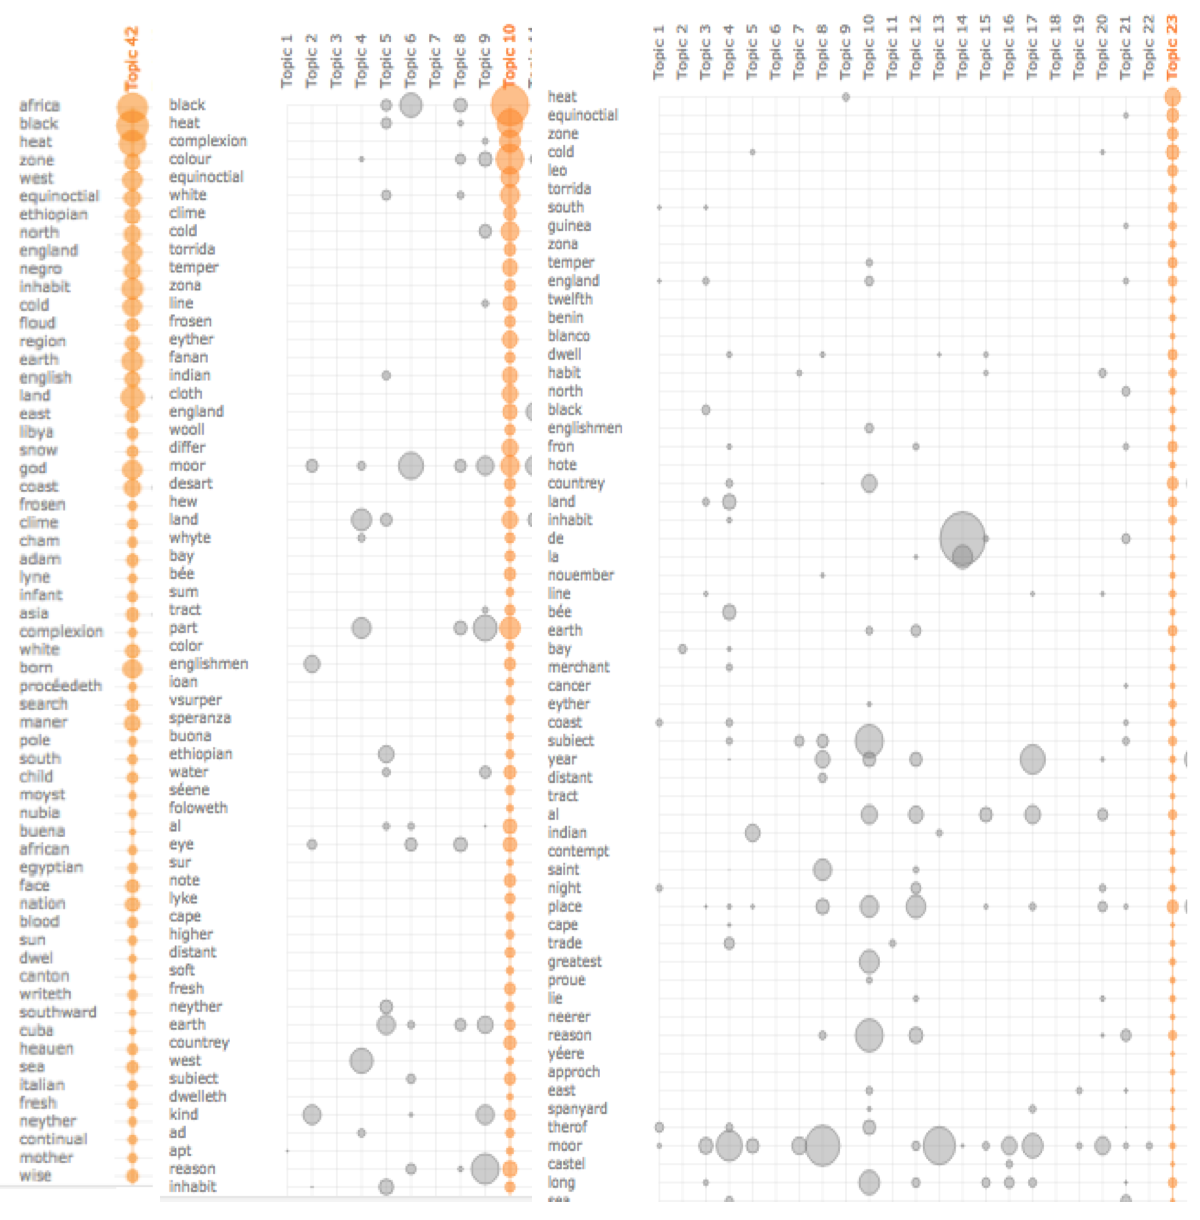 Topic 42
africa
black
heat
zone
west
equinoctial
ethiopian
north
england
negro
inhabit
cold
floud
region
earth
english
land
east
libya
snow
god
coast
frosen
clime
cham
adam
lyne
infant
asia
complexion
white
born
procéedeth
search
maner
pole
south
child
moyst
nubia
buena
african
egyptian
face
nation
blood
sun
dwel
canton
writeth
southward
cuba
heauen
sea
italian
fresh
neyther
continual
mother
wise
Topic 1
Topic 2
Topic 3
Topic 4
Topic 5
Topic 6
Topic 7
Topic 8
Topic 9
Topic 10
black
heat
complexion
colour
equinoctial
white
clime
cold
torrida
temper
zona
line
frosen
eyther
fanan
indian
cloth
england
wooll
differ
moor
desart
hew
land
whyte
bay
bée
sum
tract
part
color
englishmen
ioan
vsurper
speranza
buona
ethiopian
water
séene
foloweth
al
eye
sur
note
lyke
cape
higher
distant
soft
fresh
neyther
earth
countrey
west
subiect
dwelleth
kind
ad
apt
reason
inhabit
Topic 1
Topic 2
Topic 3
Topic 4
Topic 5
Topic 6
Topic 7
Topic 8
Topic 9
Topic 10
Topic 11
Topic 12
Topic 13
Topic 14
Topic 15
Topic 16
Topic 17
Topic 18
Topic 19
Topic 20
Topic 21
Topic 22
Topic 23
heat
equinoctial
zone
cold
leo
torrida
south
guinea
zona
temper
england
twelfth
benin
blanco
dwell
habit
north
black
englishmen
fron
hote
countrey
land
inhabit
de
la
nouember
line
bée
earth
bay
merchant
cancer
eyther
coast
subiect
year
distant
tract
al
indian
contempt
saint
night
place
cape
trade
greatest
proue
lie
neerer
reason
yéere
approch
east
spanyard
therof
moor
castel
long
sea